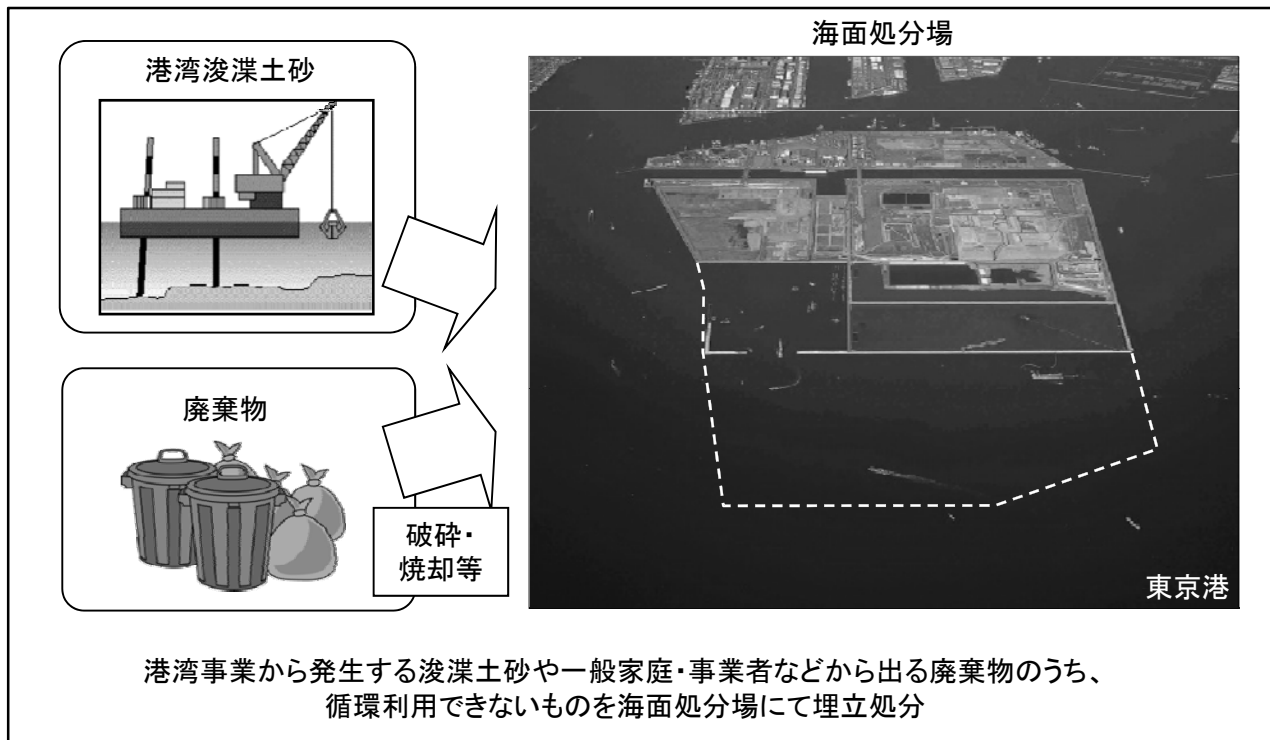 海面処分場
港湾浚渫土砂
廃棄物
破砕・
焼却等
東京港
港湾事業から発生する浚渫土砂や一般家庭・事業者などから出る廃棄物のうち、
循環利用できないものを海面処分場にて埋立処分